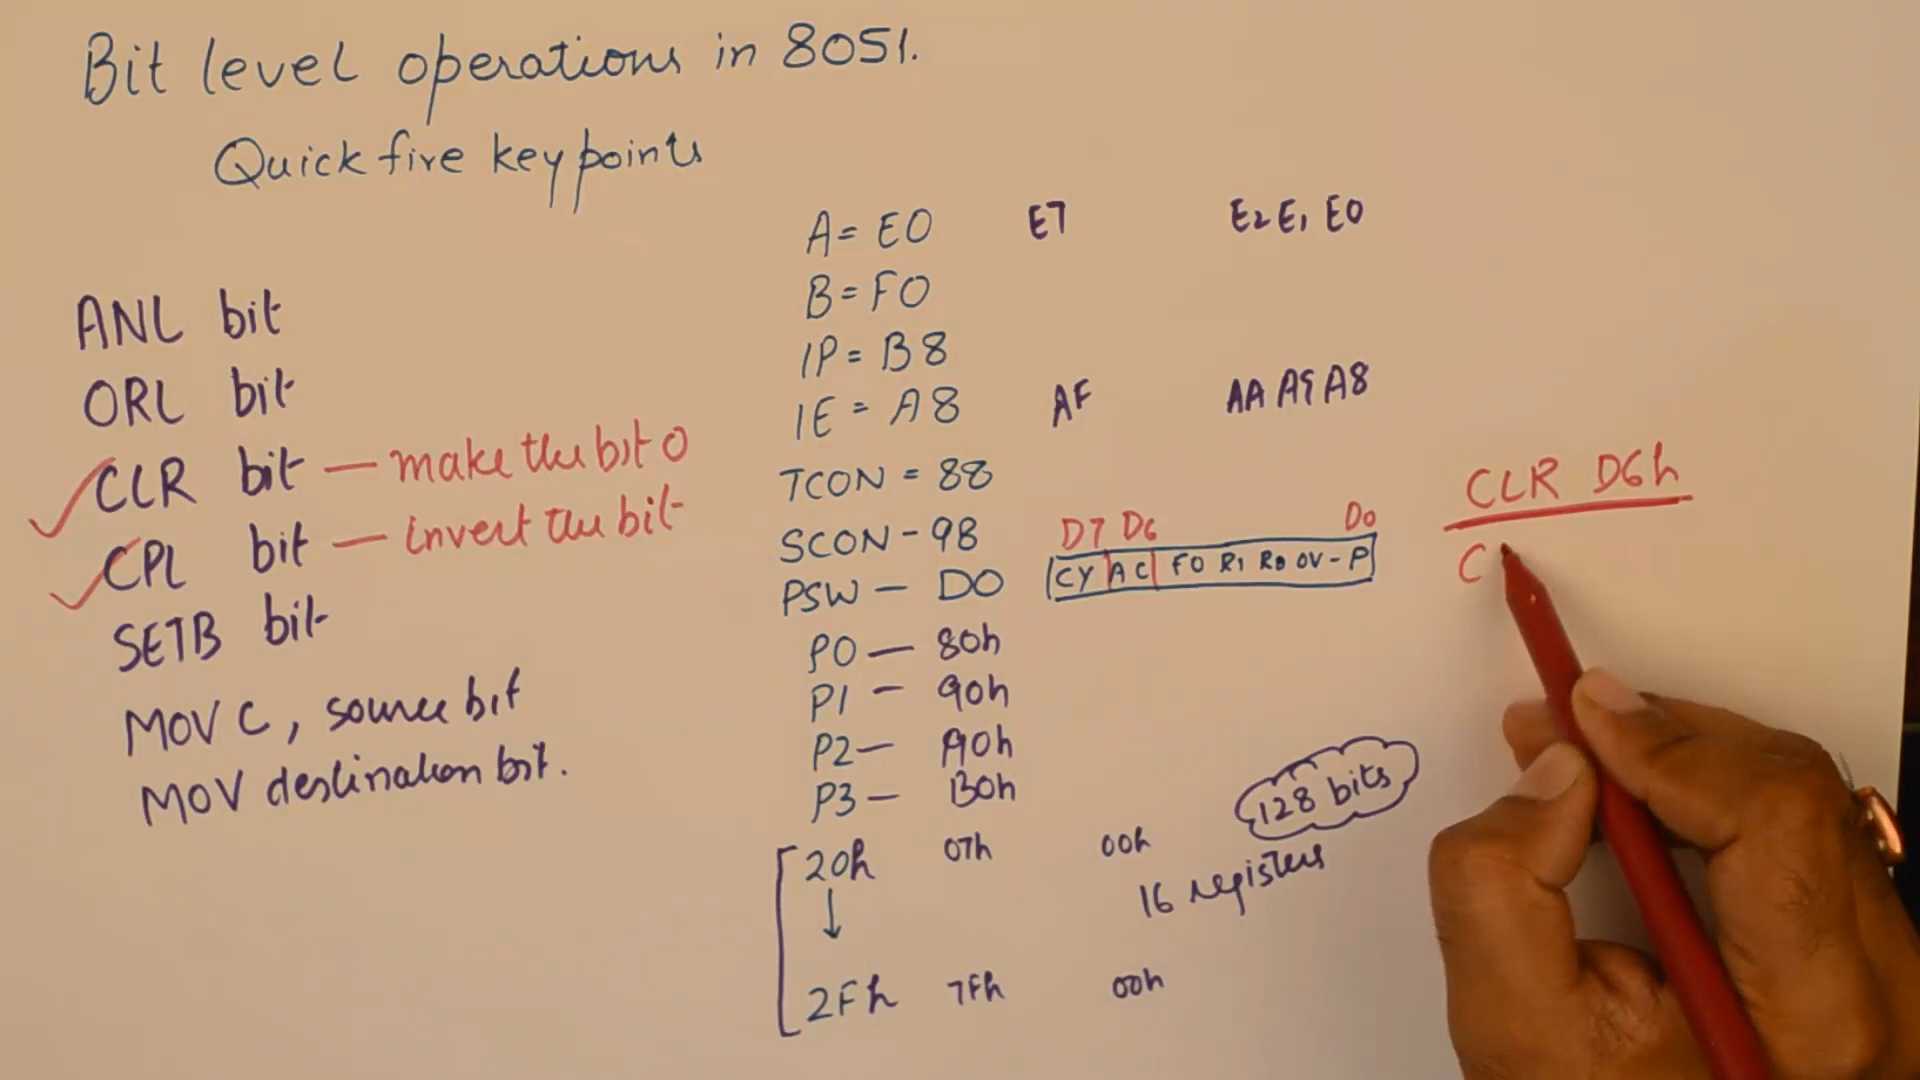 Bit level operations in 8051.
Quick fire key points
ANL bit
ORL bit
CLR bit — make the bit 0
CPL bit — invert the bit
SETB bit
MOV C, source bit
MOV destination bit.
A = E0 E7 E2 E1 E0
B = F0
IP = B8
IE = A8 AF AA A9 A8
TCON = 88
SCON - 98
D7 D6 D0
PSW — D0 CY AC F0 R1 R0 OV - P
P0 — 80h
P1 — 90h
P2 — A0h
P3 — B0h
20h 07h 00h
2Fh 7Fh 00h
128 bits
16 registers
CLR D6h
C